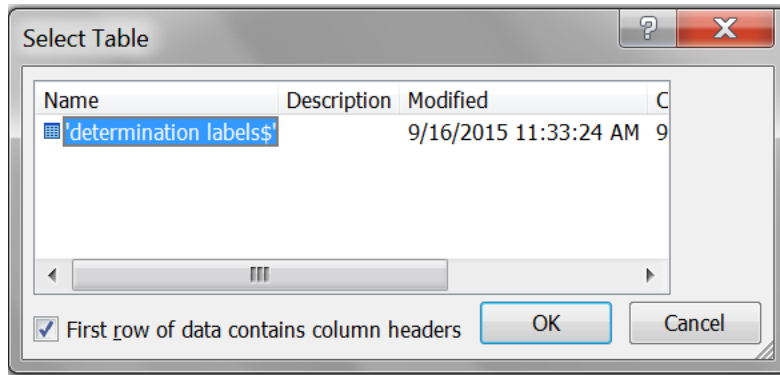 Select Table
?
X
Name Description Modified C
'determination labels$' 9/16/2015 11:33:24 AM 9
First row of data contains column headers OK Cancel